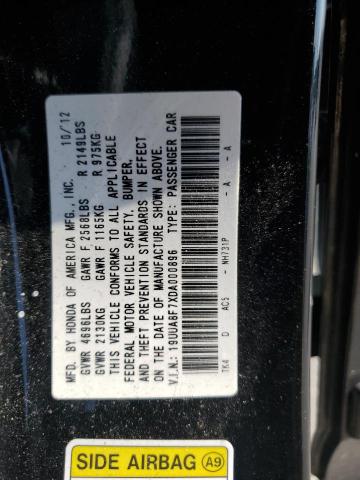 MFD. BY HONDA OF AMERICA MFG., INC. 10/12
GVWR 4696LBS GAWR F 2568LBS R 2149LBS
GVWR 2130KG GAWR F 1165KG R 975KG
THIS VEHICLE CONFORMS TO ALL APPLICABLE
FEDERAL MOTOR VEHICLE SAFETY, BUMPER,
AND THEFT PREVENTION STANDARDS IN EFFECT
ON THE DATE OF MANUFACTURE SHOWN ABOVE.
V.I.N.: 19UUA8F7XDA000896 TYPE: PASSENGER CAR
TK4 D AC5 - NH731P - A - A
SIDE AIRBAG A9